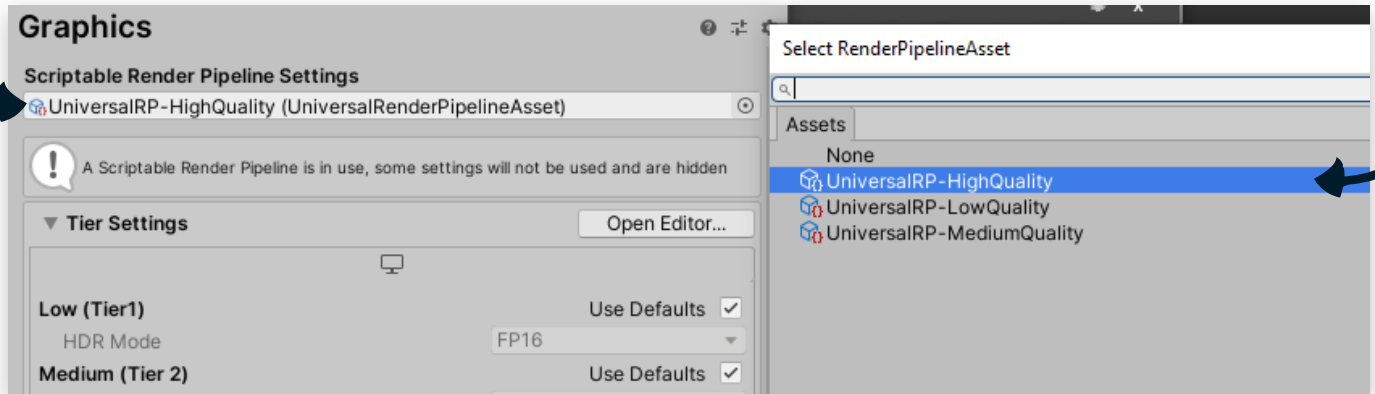 Graphics
Scriptable Render Pipeline Settings
UniversalRP-HighQuality (UniversalRenderPipelineAsset)
A Scriptable Render Pipeline is in use, some settings will not be used and are hidden
Tier Settings
Open Editor...
Low (Tier1)
Use Defaults
HDR Mode
FP16
Medium (Tier 2)
Use Defaults
Select RenderPipelineAsset
Assets
None
UniversalRP-HighQuality
UniversalRP-LowQuality
UniversalRP-MediumQuality